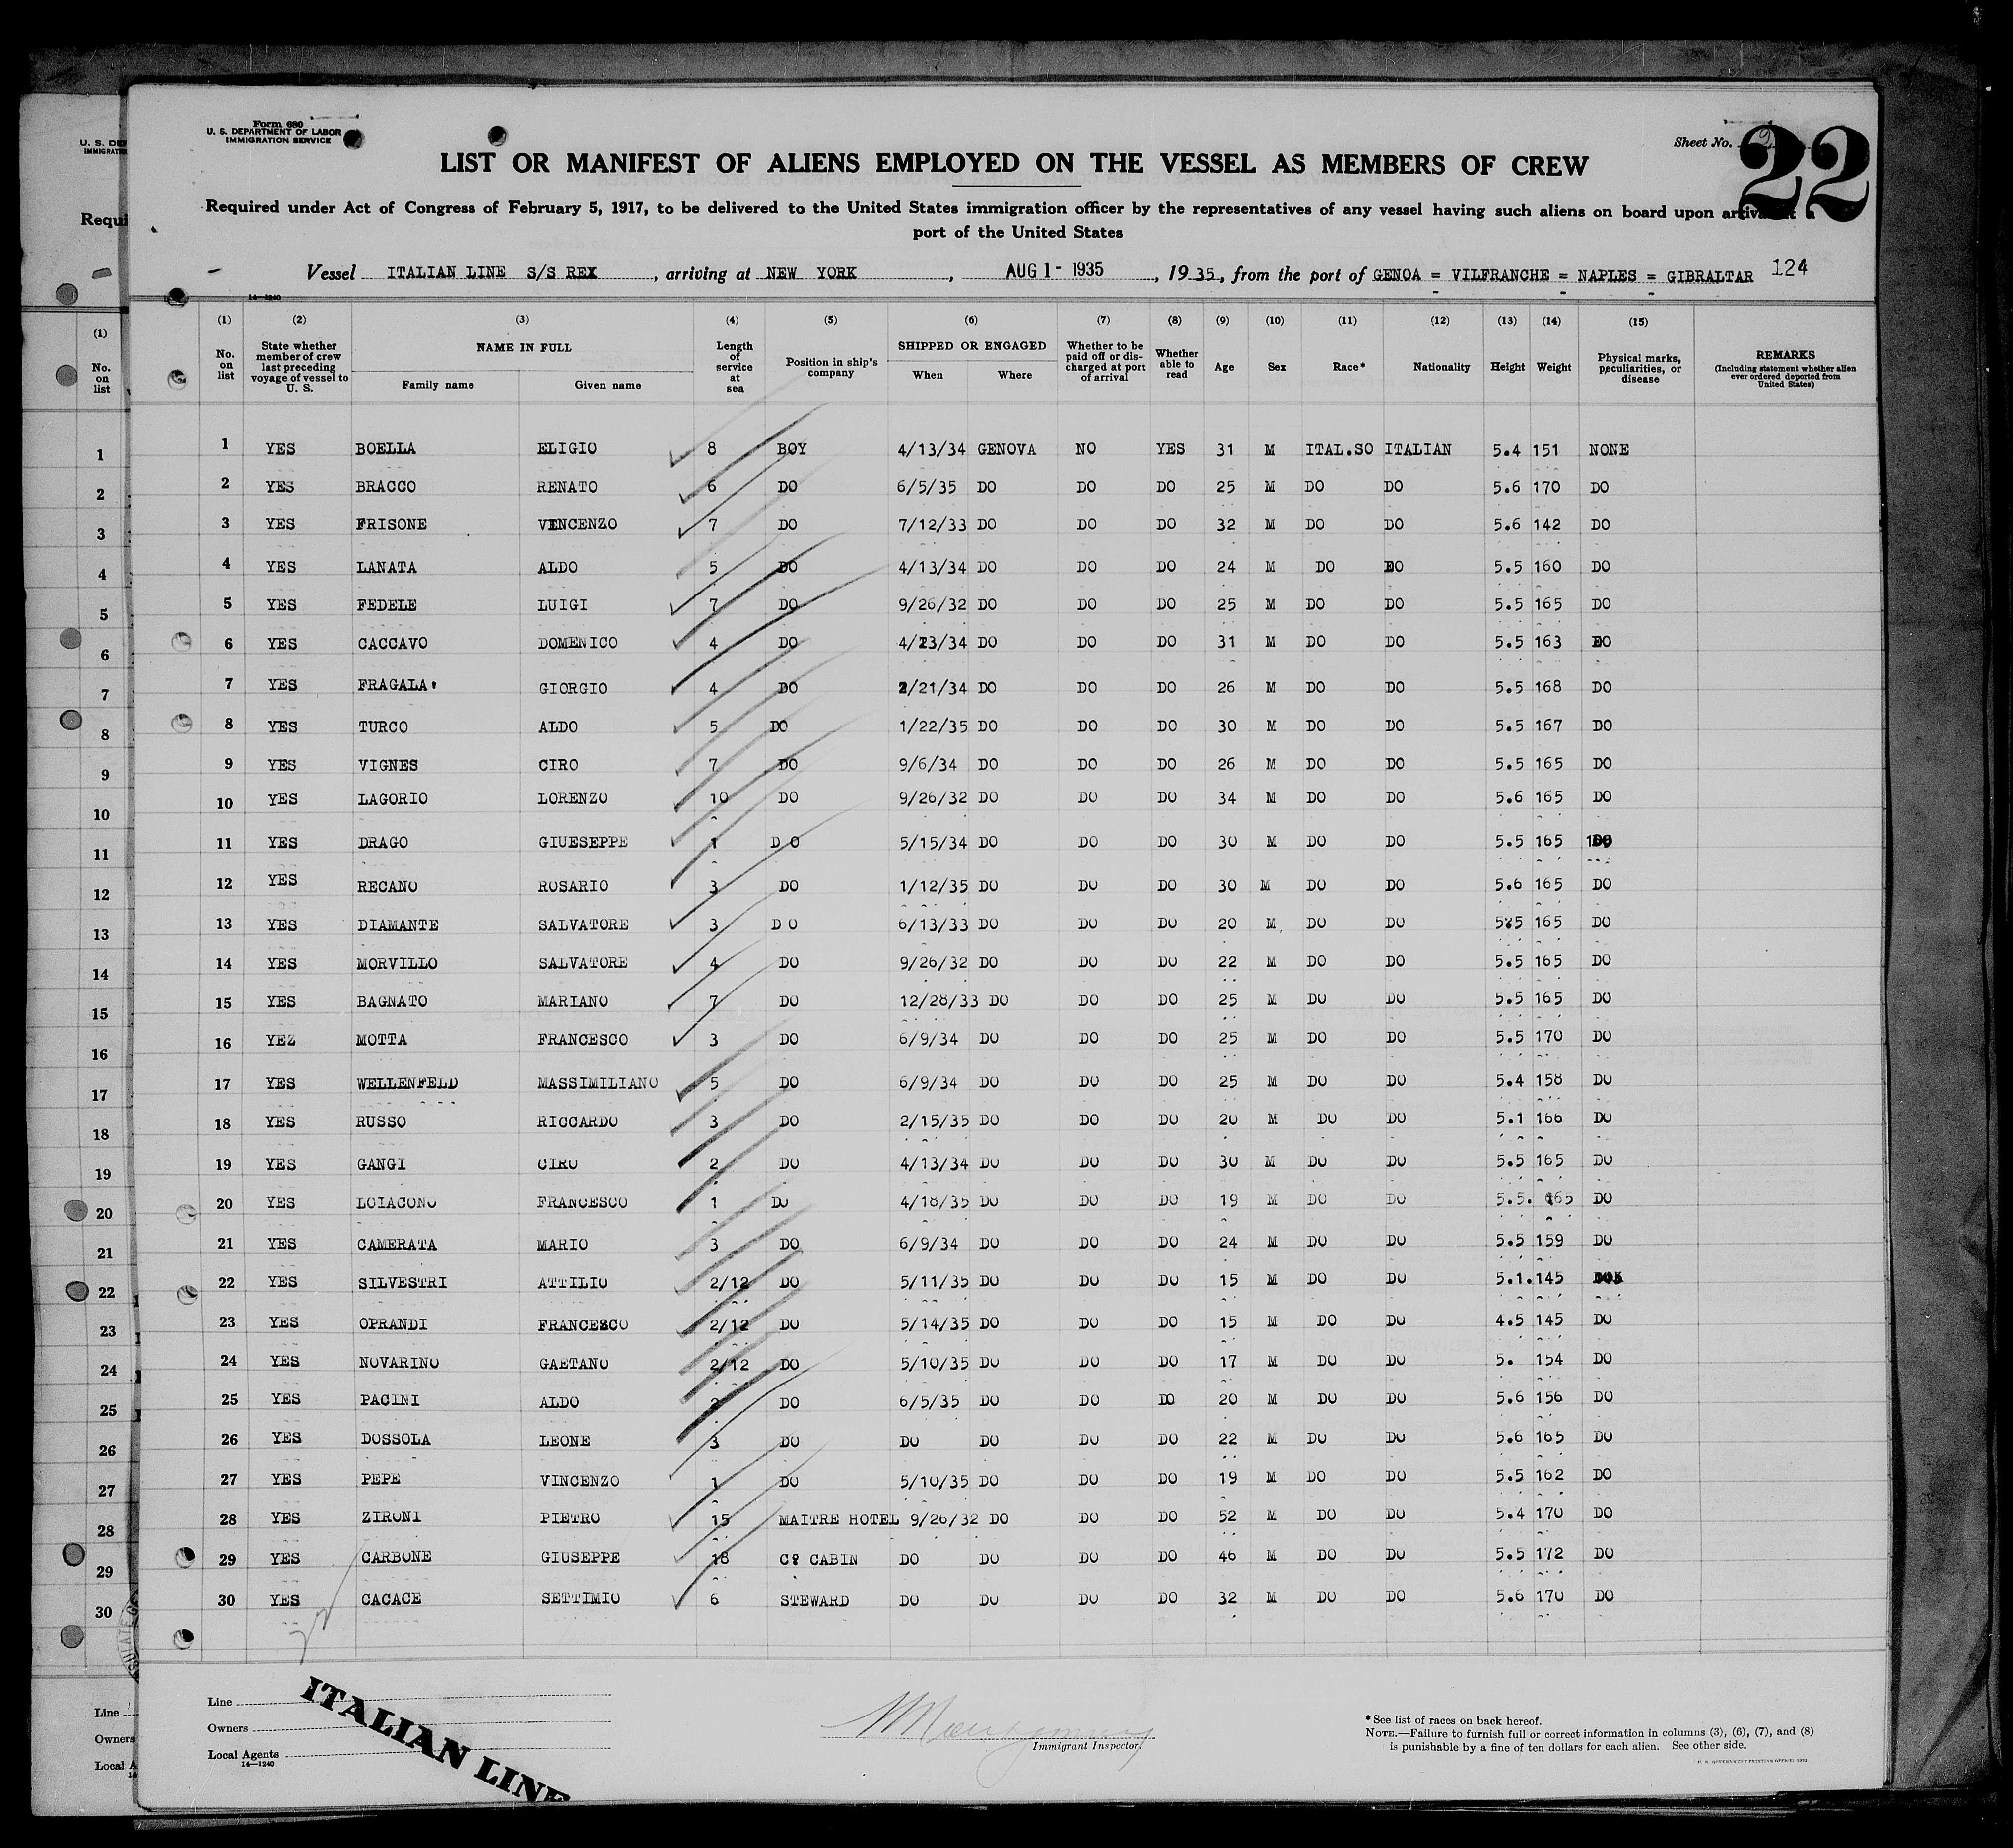 Form 680
U. S. DEPARTMENT OF LABOR
IMMIGRATION SERVICE
Sheet No. 22
LIST OR MANIFEST OF ALIENS EMPLOYED ON THE VESSEL AS MEMBERS OF CREW
Required under Act of Congress of February 5, 1917, to be delivered to the United States immigration officer by the representatives of any vessel having such aliens on board upon arrival at a
port of the United States
Vessel ITALIAN LINE S/S REX, arriving at NEW YORK, AUG 1- 1935, 1935, from the port of GENOA = VILFRANCHE = NAPLES = GIBRALTAR 124
14—1240
(1) (2) (3) (4) (5) (6) (7) (8) (9) (10) (11) (12) (13) (14) (15)
No. on list State whether member of crew last preceding voyage of vessel to U. S. NAME IN FULL Family name Given name Length of service at sea Position in ship's company SHIPPED OR ENGAGED When Where Whether to be paid off or discharged at port of arrival Whether able to read Age Sex Race* Nationality Height Weight Physical marks, peculiarities, or disease REMARKS (Including statement whether alien ever ordered deported from United States)
1 YES BOELLA ELIGIO 8 BOY 4/13/34 GENOVA NO YES 31 M ITAL.SO ITALIAN 5.4 151 NONE
2 YES BRACCO RENATO 6 DO 6/5/35 DO DO DO 25 M DO DO 5.6 170 DO
3 YES FRISONE VINCENZO 7 DO 7/12/33 DO DO DO 32 M DO DO 5.6 142 DO
4 YES LANATA ALDO 5 DO 4/13/34 DO DO DO 24 M DO DO 5.5 160 DO
5 YES FEDELE LUIGI 7 DO 9/26/32 DO DO DO 25 M DO DO 5.5 165 DO
6 YES CACCAVO DOMENICO 4 DO 4/23/34 DO DO DO 31 M DO DO 5.5 163 DO
7 YES FRAGALA' GIORGIO 4 DO 2/21/34 DO DO DO 26 M DO DO 5.5 168 DO
8 YES TURCO ALDO 5 DO 1/22/35 DO DO DO 30 M DO DO 5.5 167 DO
9 YES VIGNES CIRO 7 DO 9/6/34 DO DO DO 26 M DO DO 5.5 165 DO
10 YES LAGORIO LORENZO 10 DO 9/26/32 DO DO DO 34 M DO DO 5.6 165 DO
11 YES DRAGO GIUESEPPE 1 D O 5/15/34 DO DO DO 30 M DO DO 5.5 165 DO
12 YES RECANO ROSARIO 3 DO 1/12/35 DO DO DO 30 M DO DO 5.6 165 DO
13 YES DIAMANTE SALVATORE 3 D O 6/13/33 DO DO DO 20 M DO DO 5:5 165 DO
14 YES MORVILLO SALVATORE 4 DO 9/26/32 DO DO DO 22 M DO DO 5.5 165 DO
15 YES BAGNATO MARIANO 7 DO 12/28/33 DO DO DO 25 M DO DO 5.5 165 DO
16 YEZ MOTTA FRANCESCO 3 DO 6/9/34 DO DO DO 25 M DO DO 5.5 170 DO
17 YES WELLENFELD MASSIMILIANO 5 DO 6/9/34 DO DO DO 25 M DO DO 5.4 158 DO
18 YES RUSSO RICCARDO 3 DO 2/15/35 DO DO DO 20 M DO DO 5.1 166 DO
19 YES GANGI CIRO 2 DO 4/13/34 DO DO DO 30 M DO DO 5.5 165 DO
20 YES LOIACONO FRANCESCO 1 DO 4/18/35 DO DO DO 19 M DO DO 5.5. 165 DO
21 YES CAMERATA MARIO 3 DO 6/9/34 DO DO DO 24 M DO DO 5.5 159 DO
22 YES SILVESTRI ATTILIO 2/12 DO 5/11/35 DO DO DO 15 M DO DO 5.1. 145
23 YES OPRANDI FRANCESCO 2/12 DO 5/14/35 DO DO DO 15 M DO DO 4.5 145 DO
24 YES NOVARINO GAETANO 2/12 DO 5/10/35 DO DO DO 17 M DO DO 5. 154 DO
25 YES PACINI ALDO 2 DO 6/5/35 DO DO DO 20 M DO DO 5.6 156 DO
26 YES DOSSOLA LEONE 3 DO DO DO DO DO 22 M DO DO 5.6 165 DO
27 YES PEPE VINCENZO 1 DO 5/10/35 DO DO DO 19 M DO DO 5.5 162 DO
28 YES ZIRONI PIETRO 15 MAITRE HOTEL 9/26/32 DO DO DO 52 M DO DO 5.4 170 DO
29 YES CARBONE GIUSEPPE 18 Cº CABIN DO DO DO DO 46 M DO DO 5.5 172 DO
30 YES CACACE SETTIMIO 6 STEWARD DO DO DO DO 32 M DO DO 5.6 170 DO
Line
Owners
Local Agents
14—1240
ITALIAN LINE
Montgomery
Immigrant Inspector.
*See list of races on back hereof.
NOTE.—Failure to furnish full or correct information in columns (3), (6), (7), and (8)
is punishable by a fine of ten dollars for each alien. See other side.
U. S. GOVERNMENT PRINTING OFFICE: 1932